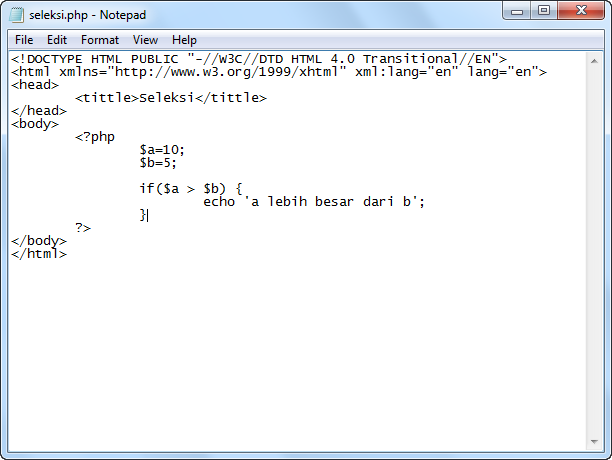 seleksi.php - Notepad
File Edit Format View Help
<!DOCTYPE HTML PUBLIC "-//W3C//DTD HTML 4.0 Transitional//EN">
<html xmlns="http://www.w3.org/1999/xhtml" xml:lang="en" lang="en">
<head>
	<tittle>Seleksi</tittle>
</head>
<body>
	<?php
		$a=10;
		$b=5;

		if($a > $b) {
			echo 'a lebih besar dari b';
		}
	?>
</body>
</html>